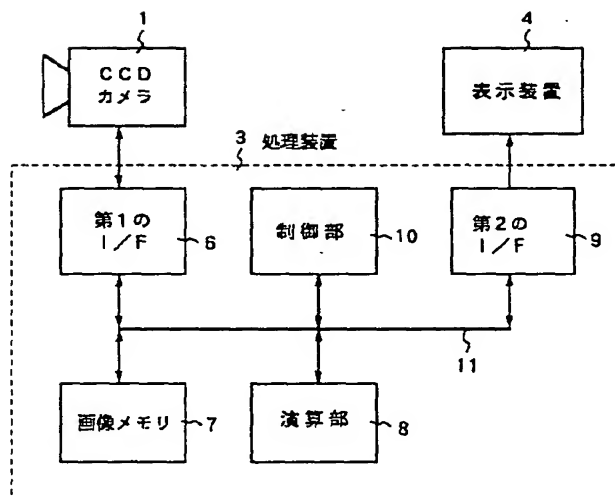 1
CCD
カメラ
4
表示装置
3 処理装置
第1の
I/F
6
制御部
10
第2の
I/F
9
11
画像メモリ
7
演算部
8